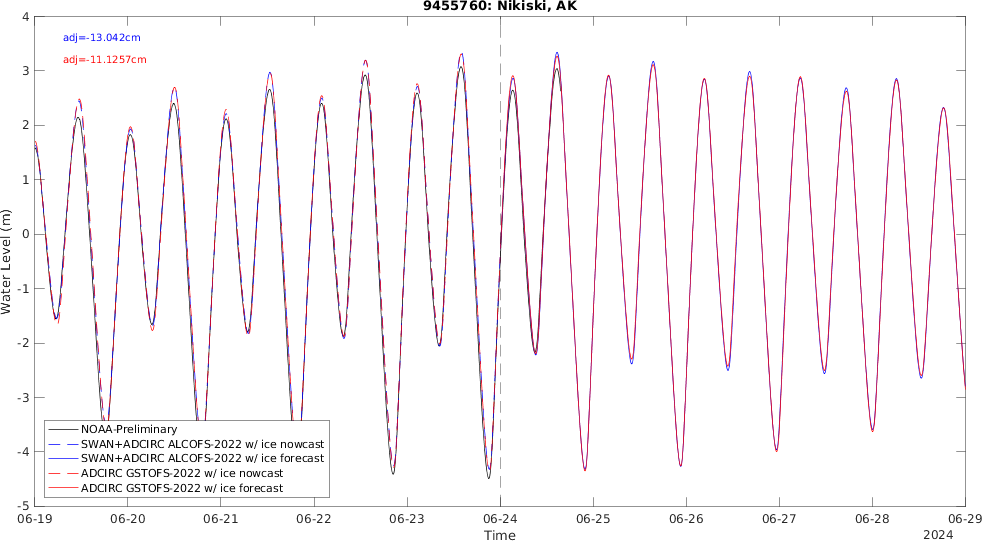 9455760: Nikiski, AK
adj=-13.042cm
adj=-11.1257cm
4
3
2
1
0
-1
-2
-3
-4
-5
Water Level (m)
NOAA-Preliminary
SWAN+ADCIRC ALCOFS-2022 w/ ice nowcast
SWAN+ADCIRC ALCOFS-2022 w/ ice forecast
ADCIRC GSTOFS-2022 w/ ice nowcast
ADCIRC GSTOFS-2022 w/ ice forecast
06-19 06-20 06-21 06-22 06-23 06-24 06-25 06-26 06-27 06-28 06-29
Time
2024